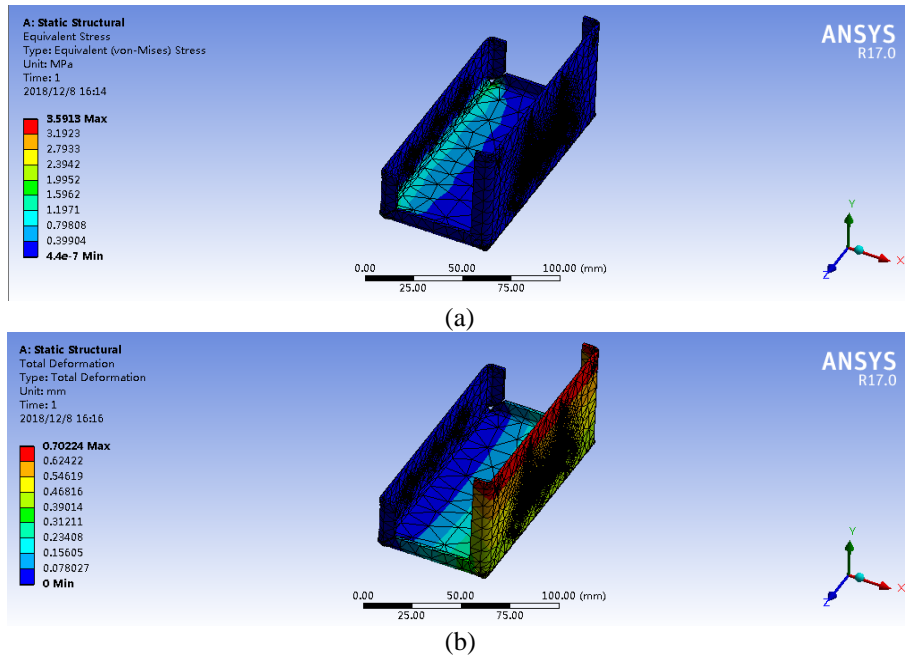 A: Static Structural
Equivalent Stress
Type: Equivalent (von-Mises) Stress
Unit: MPa
Time: 1
2018/12/8 16:14
3.5913 Max
3.1923
2.7933
2.3942
1.9952
1.5962
1.1971
0.79808
0.39904
4.4e-7 Min
ANSYS
R17.0
0.00 50.00 100.00 (mm)
25.00 75.00
Y
X
Z
(a)
A: Static Structural
Total Deformation
Type: Total Deformation
Unit: mm
Time: 1
2018/12/8 16:16
0.70224 Max
0.62422
0.54619
0.46816
0.39014
0.31211
0.23408
0.15605
0.078027
0 Min
ANSYS
R17.0
0.00 50.00 100.00 (mm)
25.00 75.00
Y
X
Z
(b)